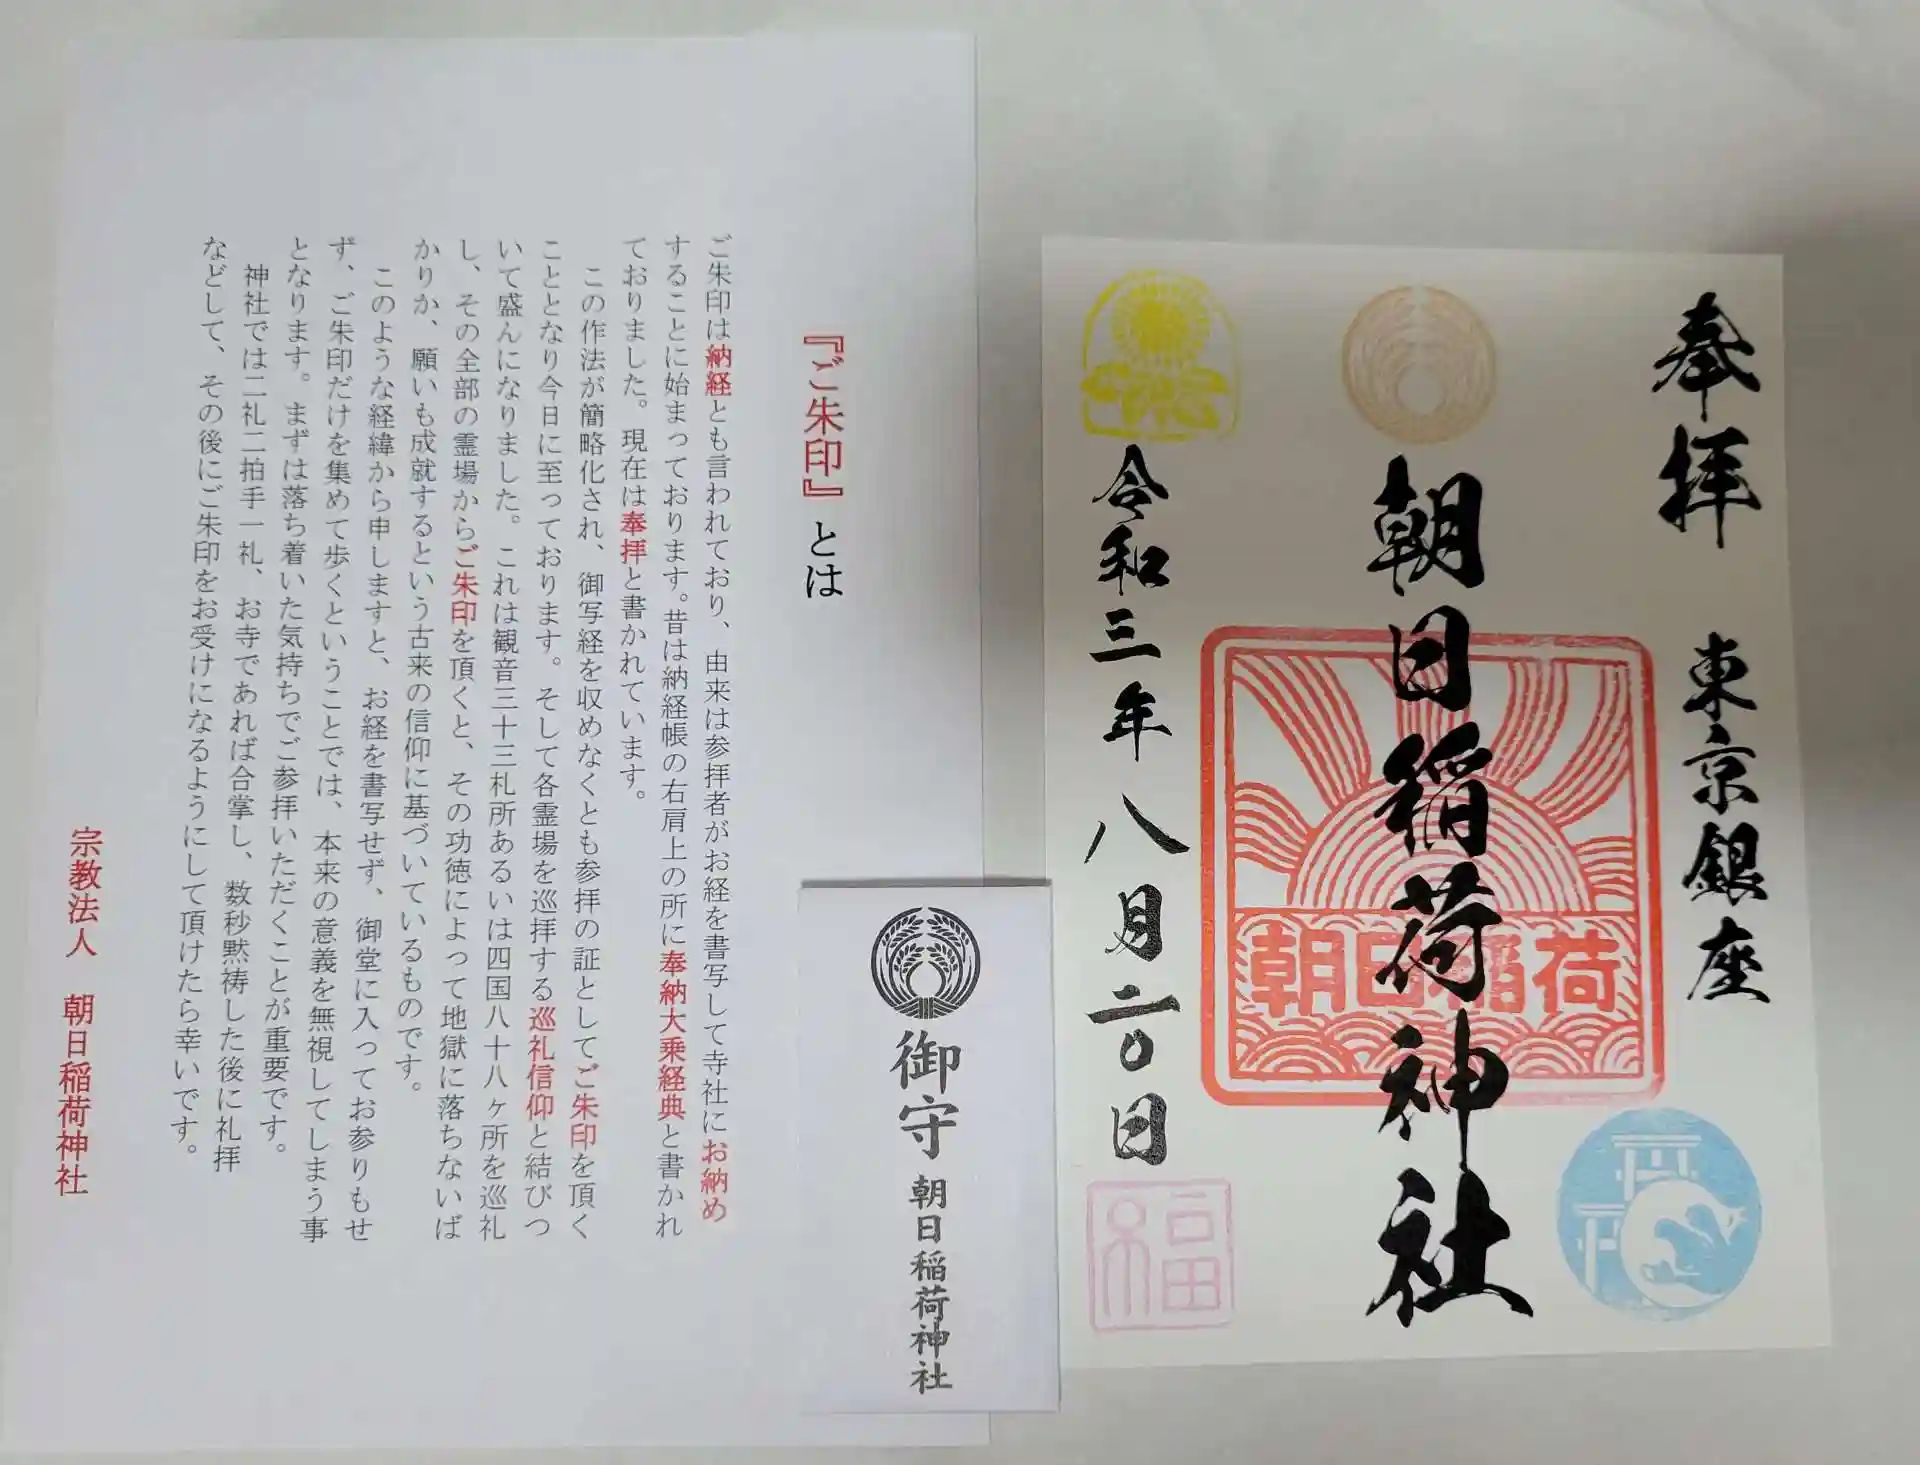 『ご朱印』とは
ご朱印は納経とも言われており、由来は参拝者がお経を書写して寺社にお納め
することに始まっております。昔は納経帳の右肩上の所に奉納大乗経典と書かれ
ておりました。現在は奉拝と書かれています。
この作法が簡略化され、御写経を収めなくとも参拝の証としてご朱印を頂く
こととなり今日に至っております。そして各霊場を巡拝する巡礼信仰と結びつ
いて盛んになりました。これは観音三十三札所あるいは四国八十八ヶ所を巡礼
し、その全部の霊場からご朱印を頂くと、その功徳によって地獄に落ちないば
かりか、願いも成就するという古来の信仰に基づいているものです。
このような経緯から申しますと、お経を書写せず、御堂に入ってお参りもせ
ず、ご朱印だけを集めて歩くということでは、本来の意義を無視してしまう事
となります。まずは落ち着いた気持ちでご参拝いただくことが重要です。
神社では二礼二拍手一礼、お寺であれば合掌し、数秒黙祷した後に礼拝
などして、その後にご朱印をお受けになるようにして頂けたら幸いです。
宗教法人 朝日稲荷神社
御守
朝日稲荷神社
奉拝 東京銀座
朝日稲荷神社
朝日稲荷
令和三年八月二〇日
福